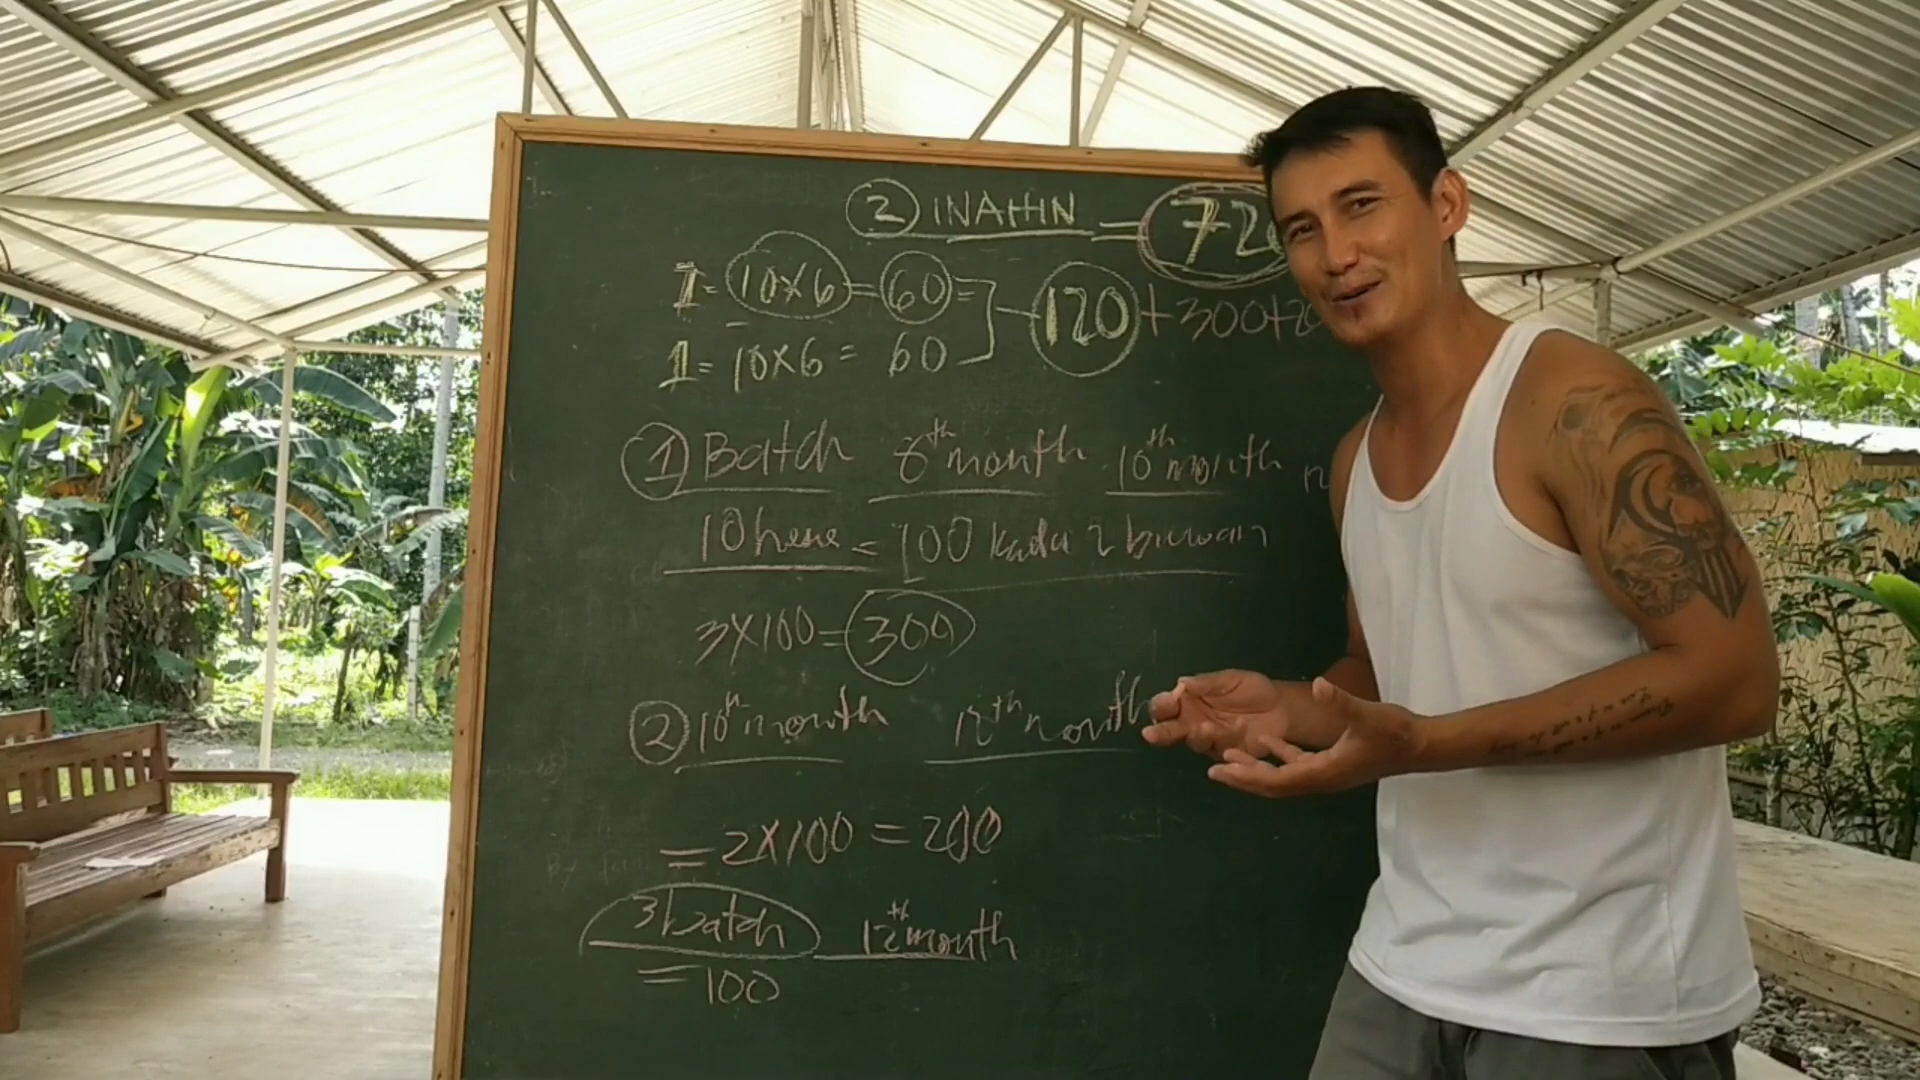 ② INAHIN = 72
1 = 10x6 = 60 = ] - 120 + 300 + 2
1 = 10x6 = 60
① Batch 8th month 10th month
10 hens = 100 kada 2 buwan
3x100 = 300
② 10th month 12th month
= 2x100 = 200
3 batch 12th month
= 100